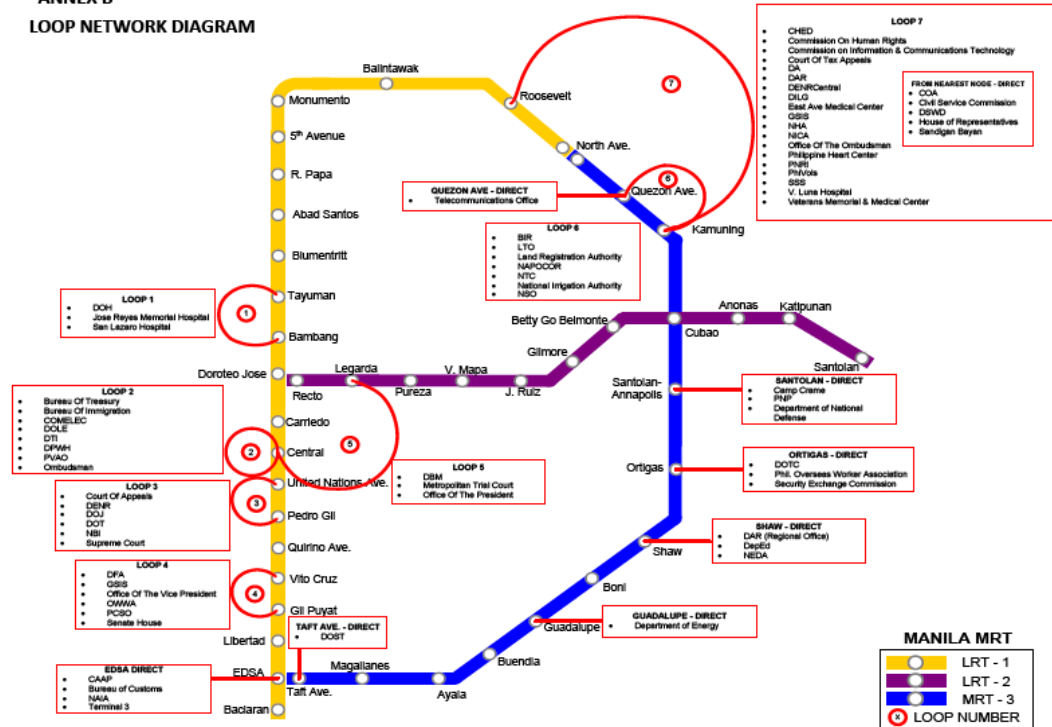 ANNEX B
LOOP NETWORK DIAGRAM
LOOP 7
CHED
Commission On Human Rights
Commission on Information & Communications Technology
Court Of Tax Appeals
DA
DAR
DENRCentral
DILG
East Ave Medical Center
GSIS
NHA
NICA
Office Of The Ombudsman
Philippine Heart Center
PNRI
PhiVols
SSS
V. Luna Hospital
Veterans Memorial & Medical Center
FROM NEAREST NODE - DIRECT
COA
Civil Service Commission
DSWD
House of Representatives
Sandigan Bayan
Balintawak
Monumento
5th Avenue
R. Papa
Abad Santos
Blumentritt
Tayuman
Bambang
Doroteo Jose
Carriedo
Central
United Nations Ave.
Pedro Gil
Quirino Ave.
Vito Cruz
Gil Puyat
Libertad
EDSA
Baclaran
Roosevelt
North Ave.
Quezon Ave.
Kamuning
7
6
QUEZON AVE - DIRECT
Telecommunications Office
LOOP 6
BIR
LTO
Land Registration Authority
NAPOCOR
NTC
National Irrigation Authority
NSO
LOOP 1
DOH
Jose Reyes Memorial Hospital
San Lazaro Hospital
1
Recto
Legarda
Pureza
V. Mapa
J. Ruiz
Gilmore
Betty Go Belmonte
Cubao
Anonas
Katipunan
Santolan
LOOP 2
Bureau Of Treasury
Bureau Of Immigration
COMELEC
DOLE
DTI
DPWH
PVAO
Ombudsman
2
5
LOOP 5
DBM
Metropolitan Trial Court
Office Of The President
LOOP 3
Court Of Appeals
DENR
DOJ
DOT
NBI
Supreme Court
3
LOOP 4
DFA
GSIS
Office Of The Vice President
OWWA
PCSO
Senate House
4
Santolan-
Annapolis
SANTOLAN - DIRECT
Camp Crame
PNP
Department of National
Defense
Ortigas
ORTIGAS - DIRECT
DOTC
Phil. Overseas Worker Association
Security Exchange Commission
Shaw
SHAW - DIRECT
DAR (Regional Office)
DepEd
NEDA
Boni
Guadalupe
GUADALUPE - DIRECT
Department of Energy
Buendia
Ayala
Magallanes
Taft Ave.
TAFT AVE. - DIRECT
DOST
EDSA DIRECT
CAAP
Bureau of Customs
NAIA
Terminal 3
MANILA MRT
LRT - 1
LRT - 2
MRT - 3
x LOOP NUMBER